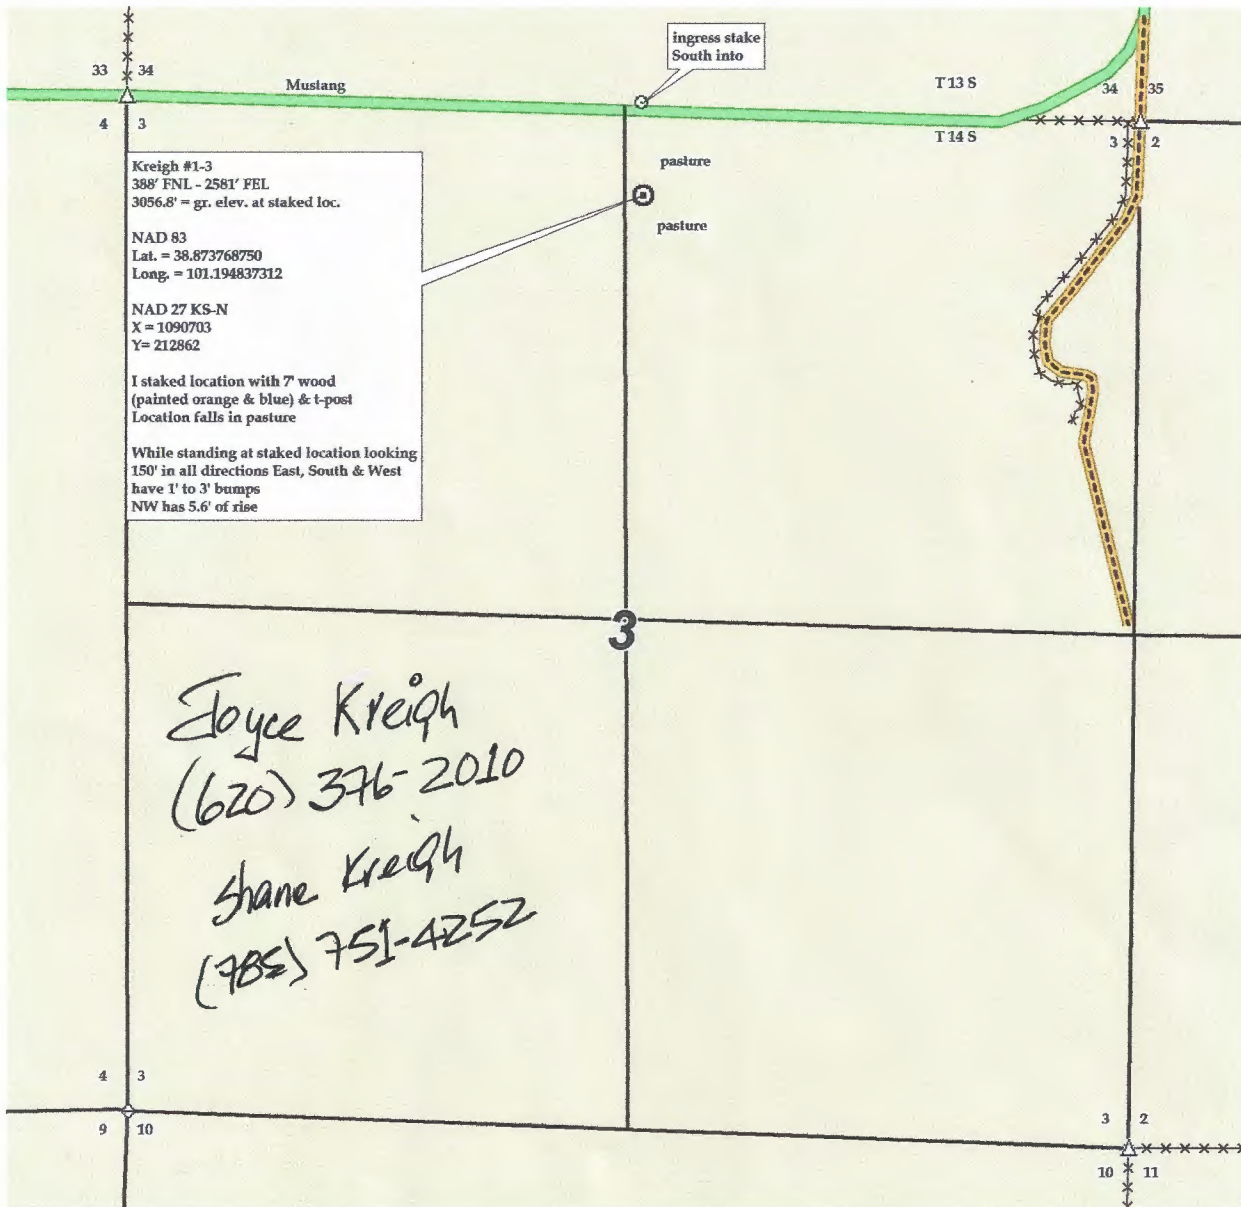 ingress stake
South into
33 34
Mustang
T 13 S
34 35
4 3
T 14 S
3 2
Kreigh #1-3
388' FNL - 2581' FEL
3056.8' = gr. elev. at staked loc.
NAD 83
Lat. = 38.873768750
Long. = 101.194837312
NAD 27 KS-N
X = 1090703
Y= 212862
I staked location with 7' wood
(painted orange & blue) & t-post
Location falls in pasture
While standing at staked location looking
150' in all directions East, South & West
have 1' to 3' bumps
NW has 5.6' of rise
pasture
pasture
3
Joyce Kreigh
(620) 376-2010
Shane Kreigh
(785) 751-4252
4 3
9 10
3 2
10 11